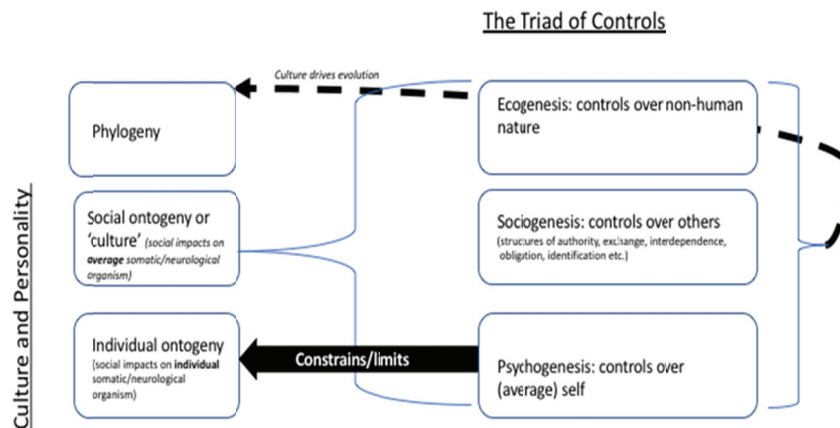 The Triad of Controls
Culture drives evolution
Phylogeny
Ecogenesis: controls over non-human
nature
Culture and Personality
Social ontogeny or
'culture' (social impacts on
average somatic/neurological
organism)
Sociogenesis: controls over others
(structures of authority, exchange, interdependence,
obligation, identification etc.)
Individual ontogeny
(social impacts on individual
somatic/neurological
organism)
Constrains/limits
Psychogenesis: controls over
(average) self